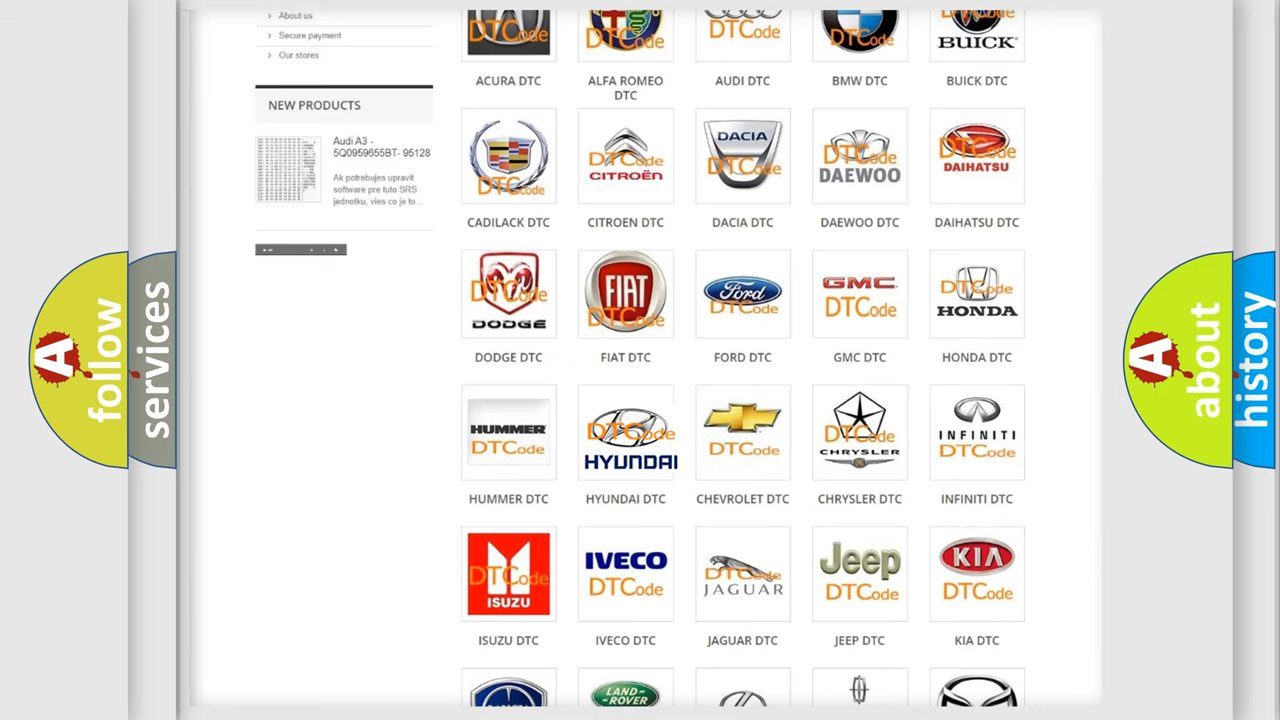 About us
Secure payment
Our stores
NEW PRODUCTS
Audi A3 -
5Q0959655BT- 95128
Ak potrebujes upravit
software pre tuto SRS
jednotku, vies co je to...
DTCode
DTCode
DTCode
DTCode
BUICK
ACURA DTC
ALFA ROMEO
DTC
AUDI DTC
BMW DTC
BUICK DTC
DTCode
DTCode
CITROËN
DACIA
DTCode
DTCode
DAEWOO
DTCode
DAIHATSU
CADILACK DTC
CITROEN DTC
DACIA DTC
DAEWOO DTC
DAIHATSU DTC
DTCode
DODGE
FIAT
DTCode
Ford
DTCode
GMC
DTCode
DTCode
HONDA
DODGE DTC
FIAT DTC
FORD DTC
GMC DTC
HONDA DTC
HUMMER
DTCode
DTCode
HYUNDAI
DTCode
DTCode
CHRYSLER
INFINITI
DTCode
HUMMER DTC
HYUNDAI DTC
CHEVROLET DTC
CHRYSLER DTC
INFINITI DTC
DTCode
ISUZU
IVECO
DTCode
DTCode
JAGUAR
Jeep
DTCode
KIA
DTCode
ISUZU DTC
IVECO DTC
JAGUAR DTC
JEEP DTC
KIA DTC
LAND-
ROVER
A
follow
services
A
about
history